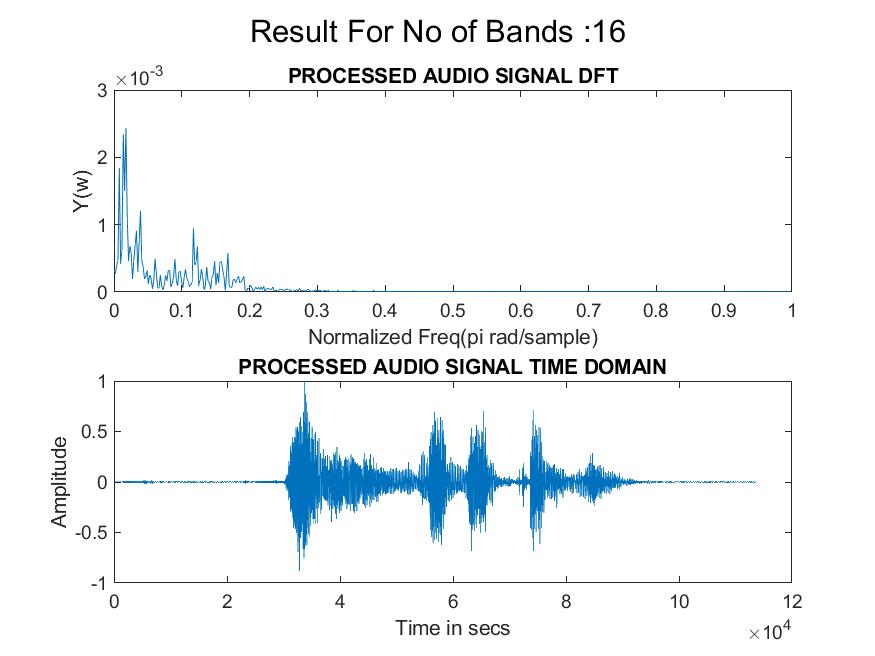 Result For No of Bands :16
×10-3
PROCESSED AUDIO SIGNAL DFT
3
2
1
0
Y(w)
0 0.1 0.2 0.3 0.4 0.5 0.6 0.7 0.8 0.9 1
Normalized Freq(pi rad/sample)
PROCESSED AUDIO SIGNAL TIME DOMAIN
1
0.5
0
-0.5
-1
Amplitude
0 2 4 6 8 10 12
Time in secs
×104